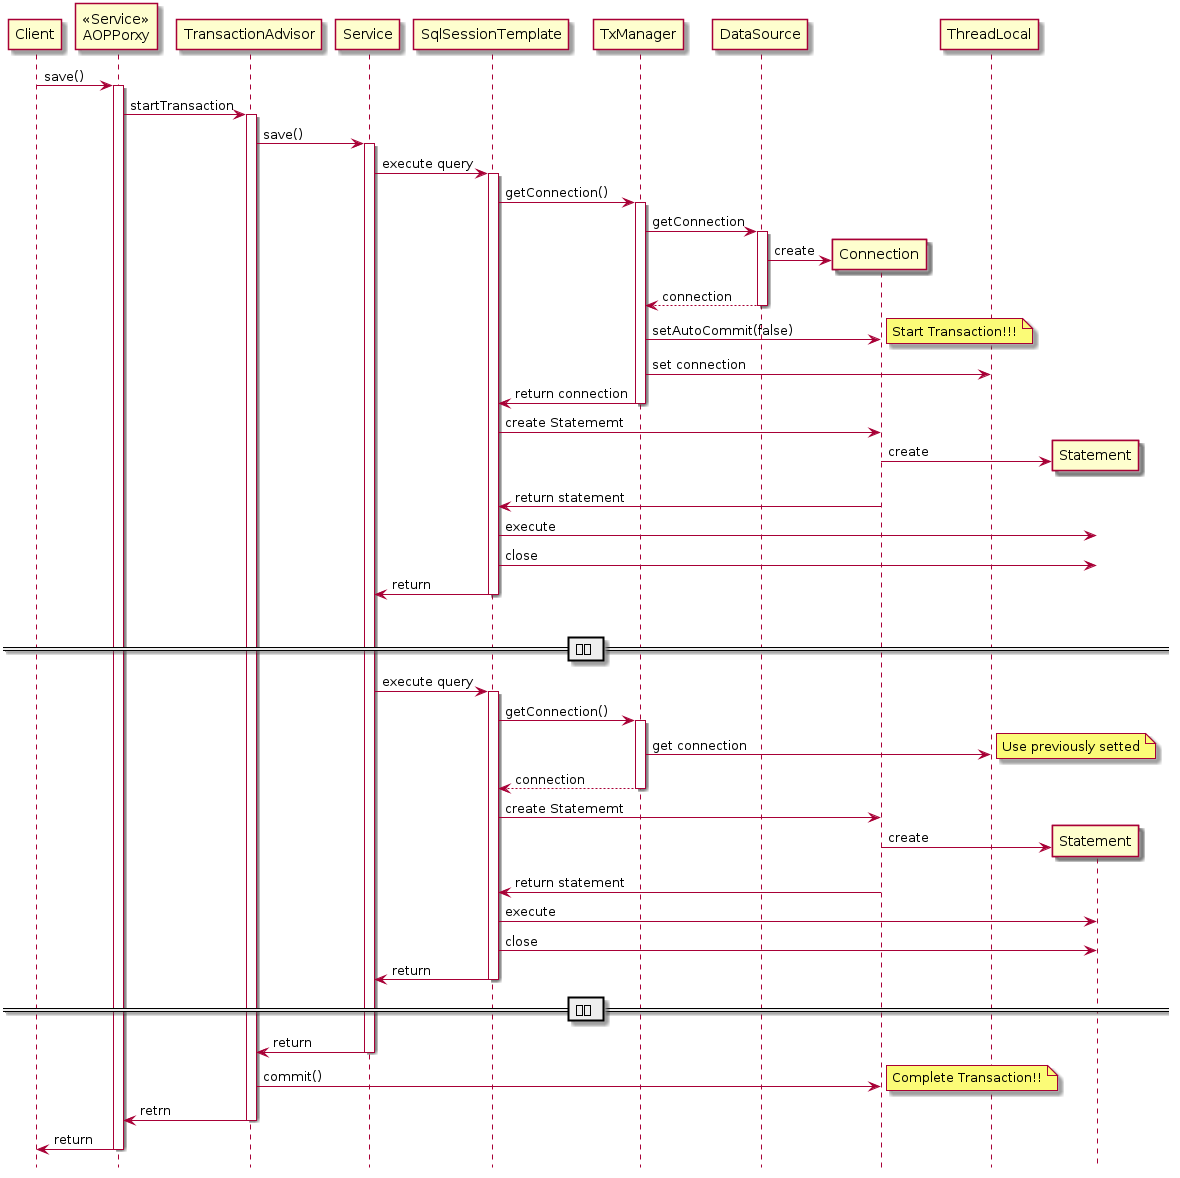 Client
«Service»
AOPPorxy
TransactionAdvisor
Service
SqlSessionTemplate
TxManager
DataSource
ThreadLocal
save()
startTransaction
save()
execute query
getConnection()
getConnection
create
Connection
connection
setAutoCommit(false)
Start Transaction!!!
set connection
return connection
create Statememt
create
Statement
return statement
execute
close
return
execute query
getConnection()
get connection
Use previously setted
connection
create Statememt
create
Statement
return statement
execute
close
return
return
commit()
Complete Transaction!!
retrn
return